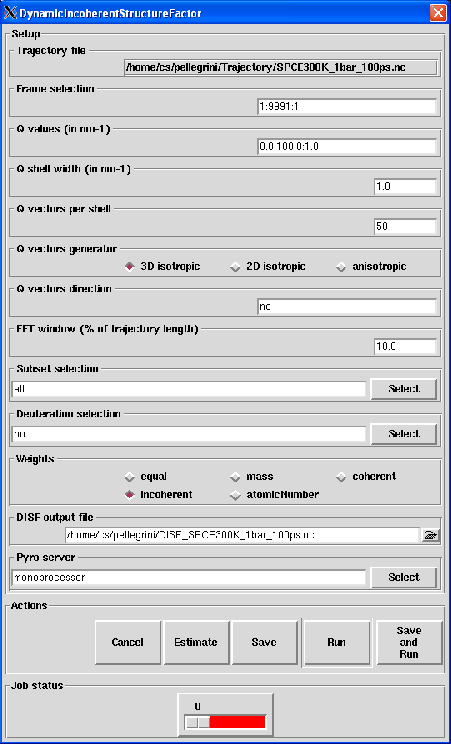 DynamicIncoherentStructureFactor
Setup
Trajectory file
/home/cs/pellegrini/Trajectory/SPCE300K_1bar_100ps.nc
Frame selection
1:9991:1
Q values (in nm-1)
0.0:100.0:1.0
Q shell width (in nm-1)
1.0
Q vectors per shell
50
Q vectors generator
3D isotropic 2D isotropic anisotropic
Q vectors direction
no
FFT window (% of trajectory length)
10.0
Subset selection
all Select
Deuteration selection
no Select
Weights
equal mass coherent
incoherent atomicNumber
DISF output file
/home/cs/pellegrini/DISF_SPCE300K_1bar_100ps.nc
Pyro server
monoprocessor Select
Actions
Cancel Estimate Save Run Save and Run
Job status
0